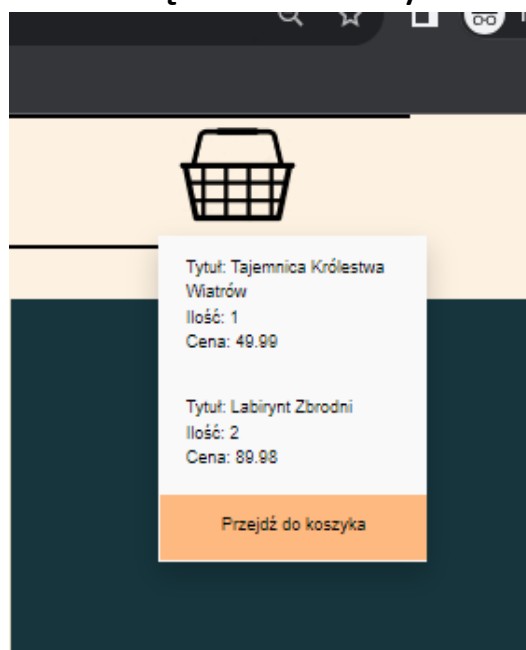 Tytuł: Tajemnica Królestwa
Wiatrów
Ilość: 1
Cena: 49.99
Tytuł: Labirynt Zbrodni
Ilość: 2
Cena: 89.98
Przejdź do koszyka